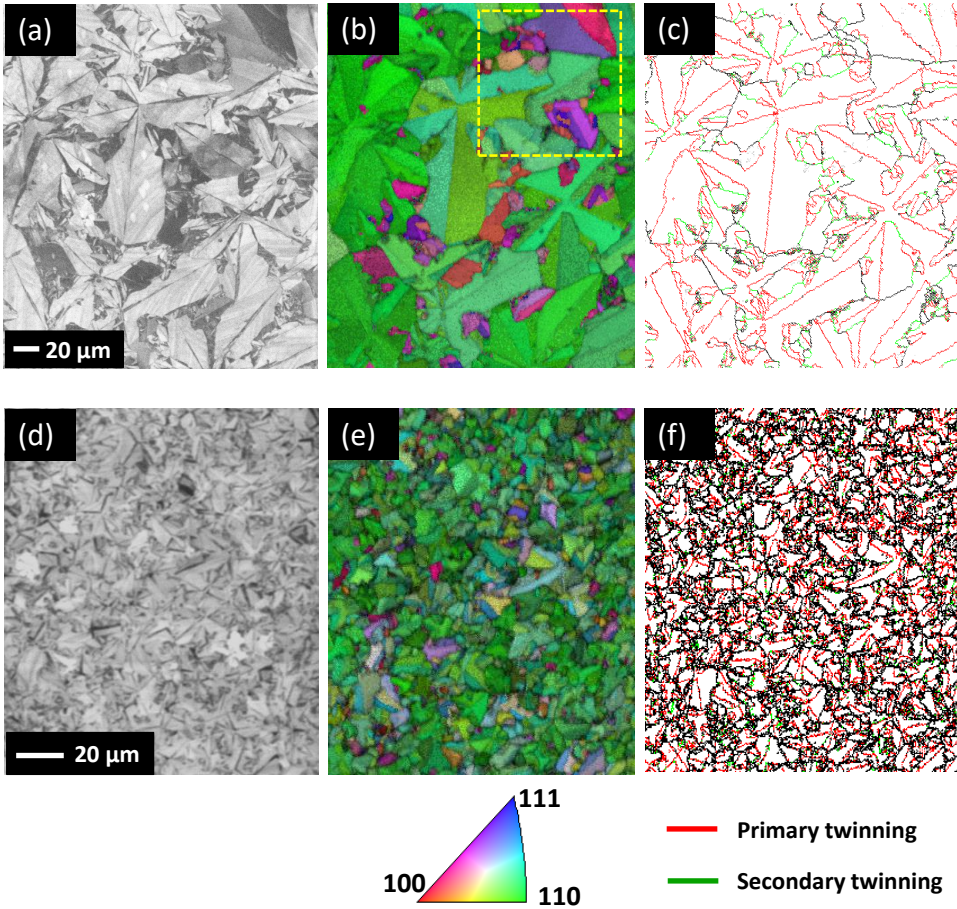 (a)
(b)
(c)
20 µm
(d)
(e)
(f)
20 µm
111
100
110
Primary twinning
Secondary twinning